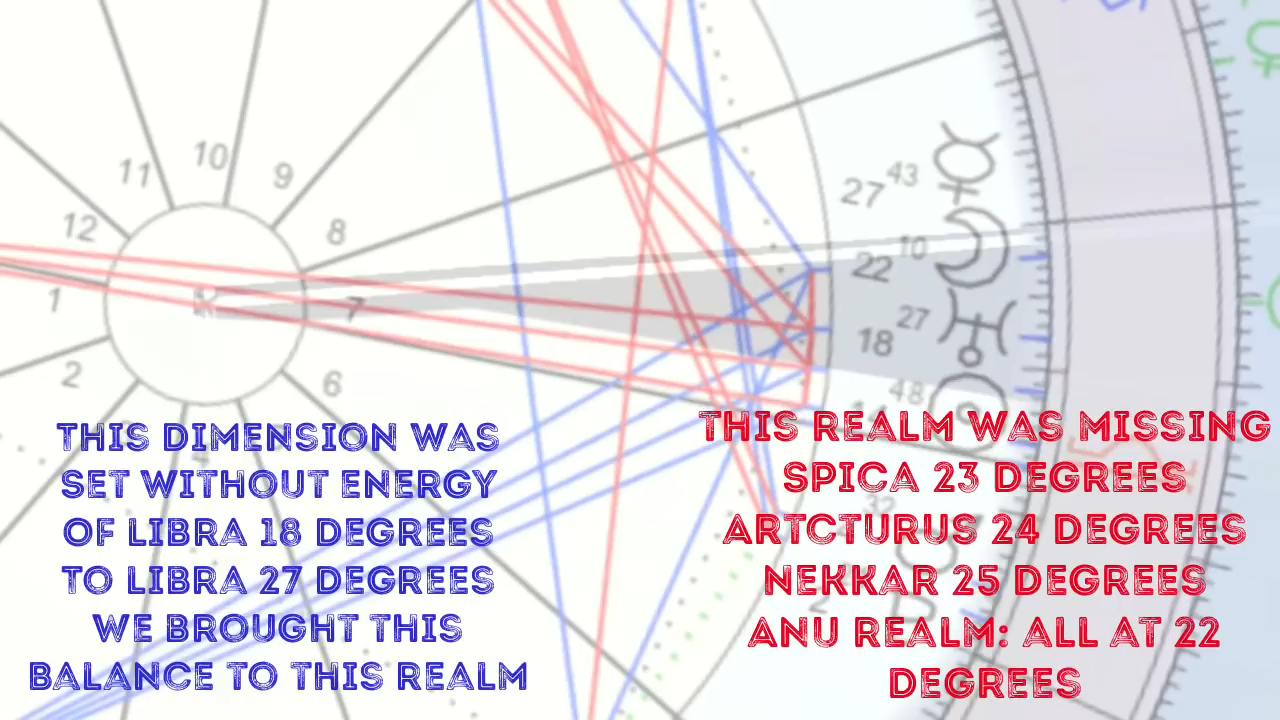 11
10
9
12
8
1
7
2
6
27 43
22 10
18 27
48
32
THIS DIMENSION WAS
SET WITHOUT ENERGY
OF LIBRA 18 DEGREES
TO LIBRA 27 DEGREES
WE BROUGHT THIS
BALANCE TO THIS REALM
THIS REALM WAS MISSING
SPICA 23 DEGREES
ARTCTURUS 24 DEGREES
NEKKAR 25 DEGREES
ANU REALM: ALL AT 22
DEGREES